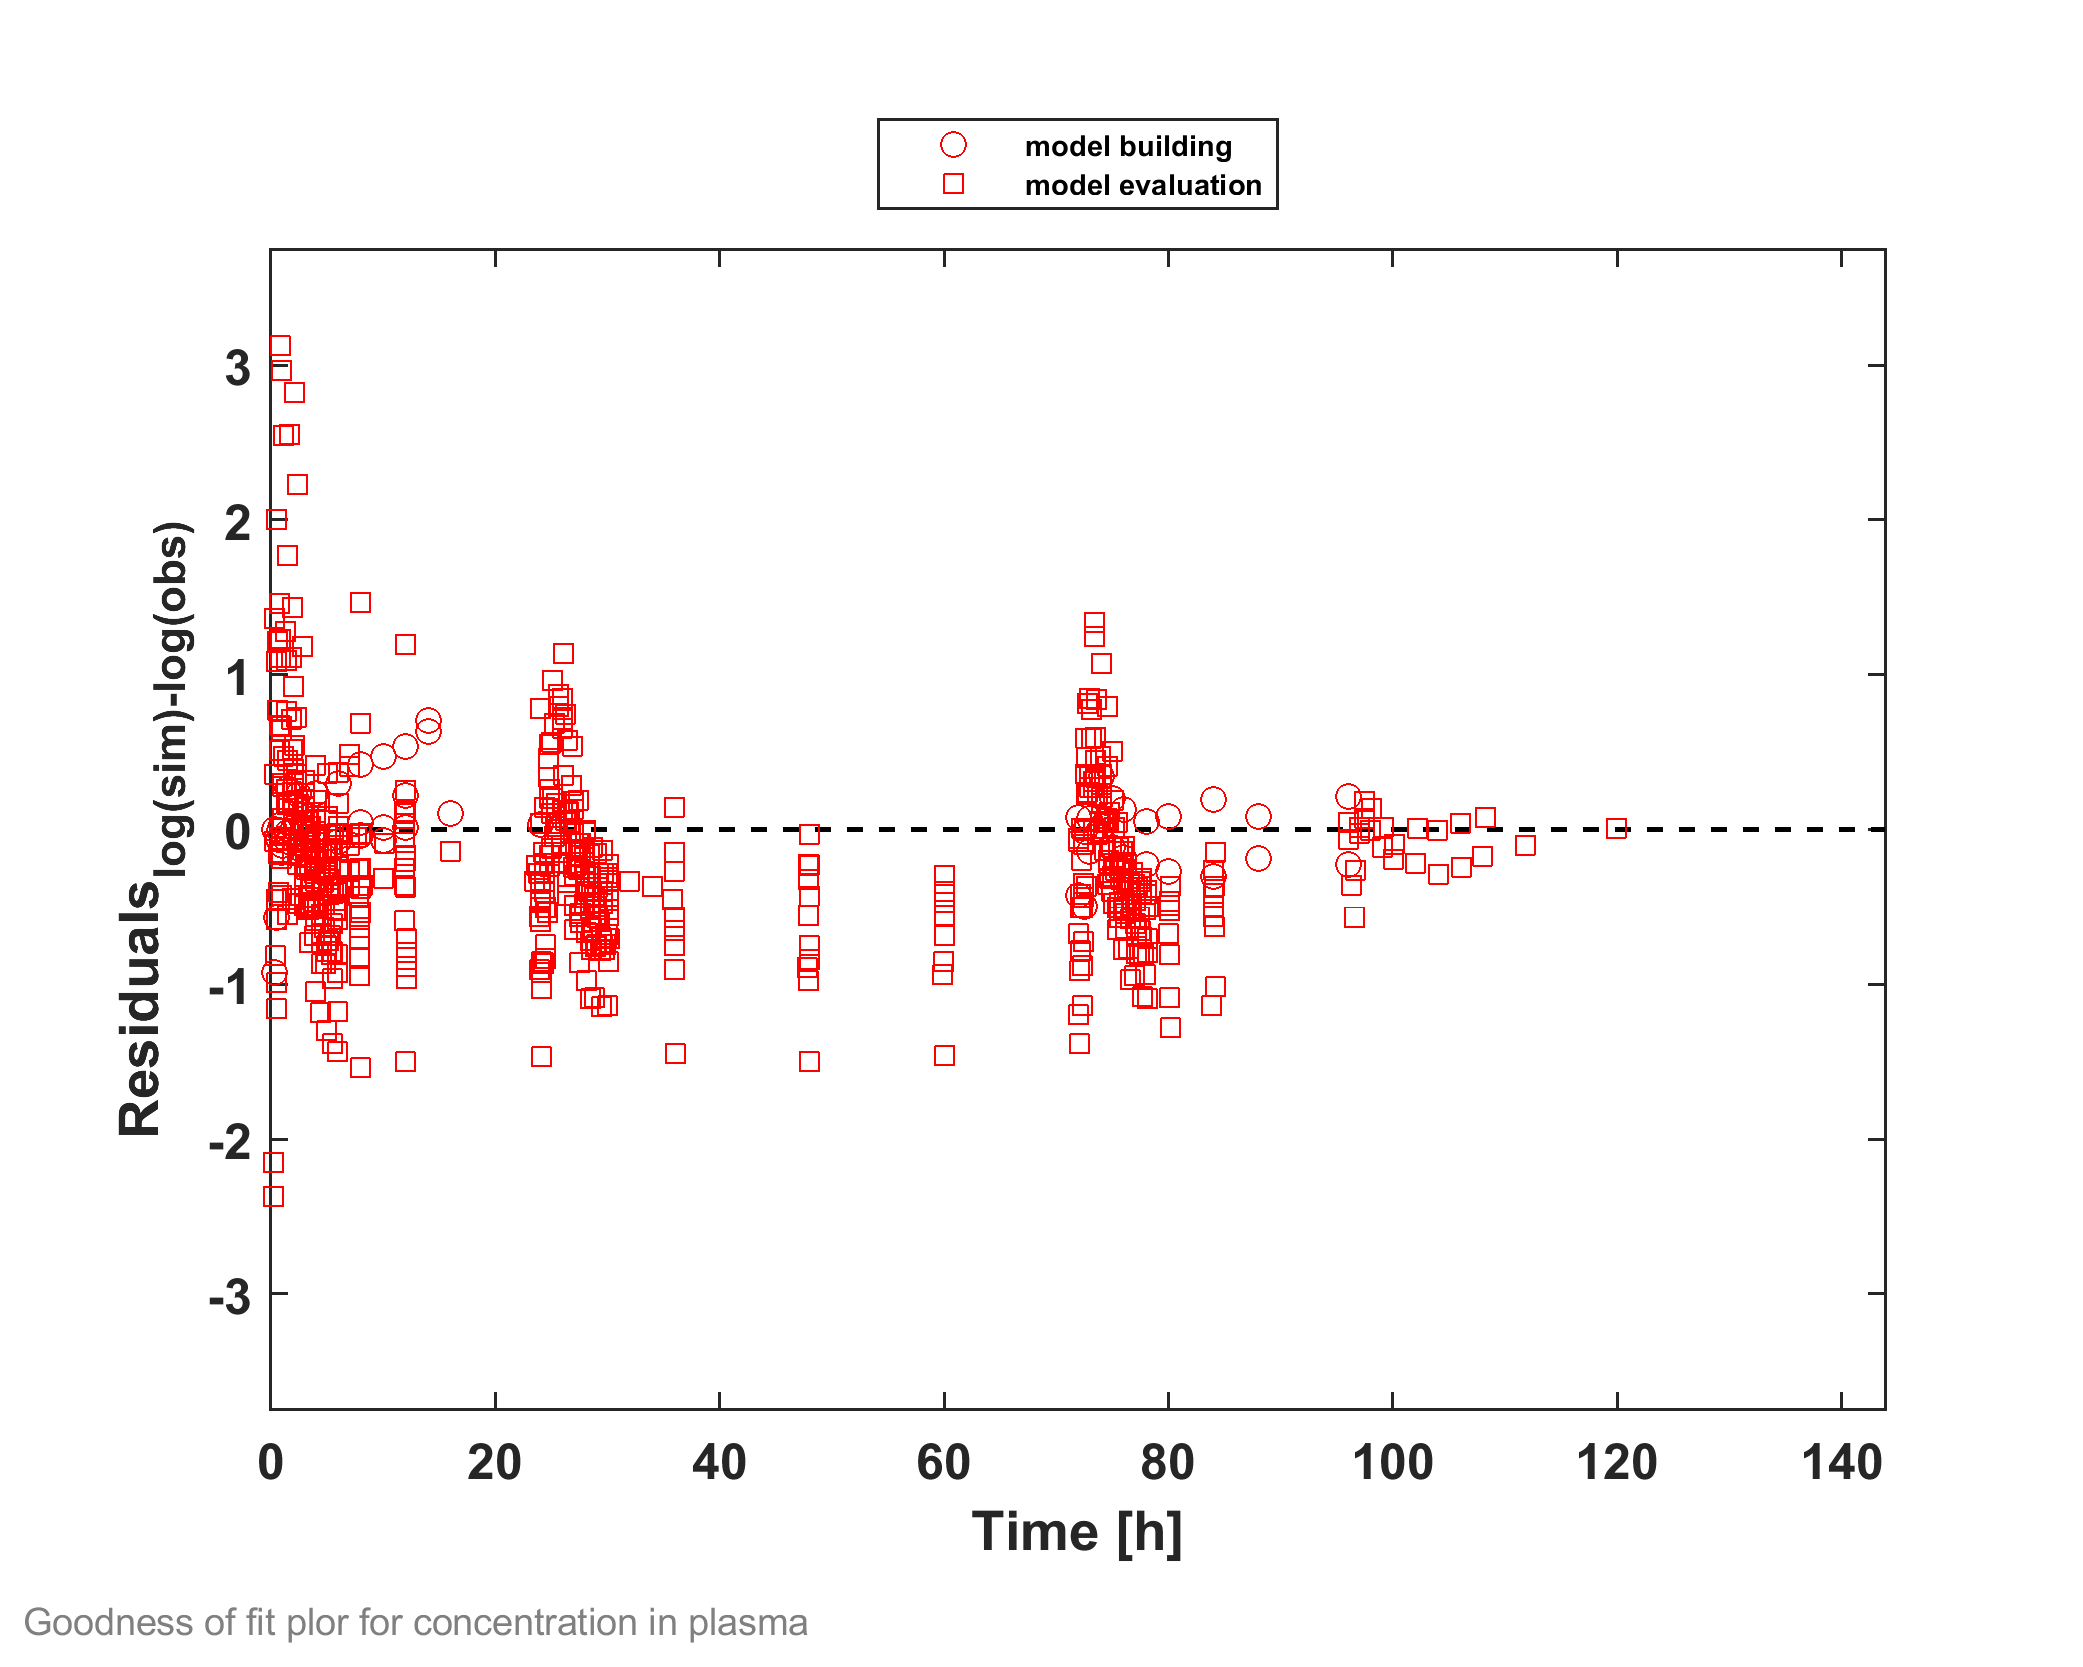 model building
model evaluation
3
2
1
0
-1
-2
-3
Residuals log(sim)-log(obs)
0 20 40 60 80 100 120 140
Time [h]
Goodness of fit plor for concentration in plasma